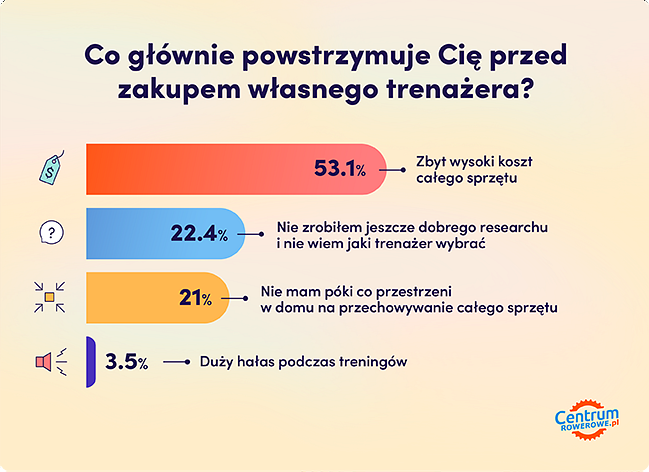 Co głównie powstrzymuje Cię przed
zakupem własnego trenażera?
$
53.1%
Zbyt wysoki koszt
całego sprzętu
?
22.4%
Nie zrobiłem jeszcze dobrego researchu
i nie wiem jaki trenażer wybrać
21%
Nie mam póki co przestrzeni
w domu na przechowywanie całego sprzętu
3.5%
Duży hałas podczas treningów
Centrum
ROWEROWE.pl